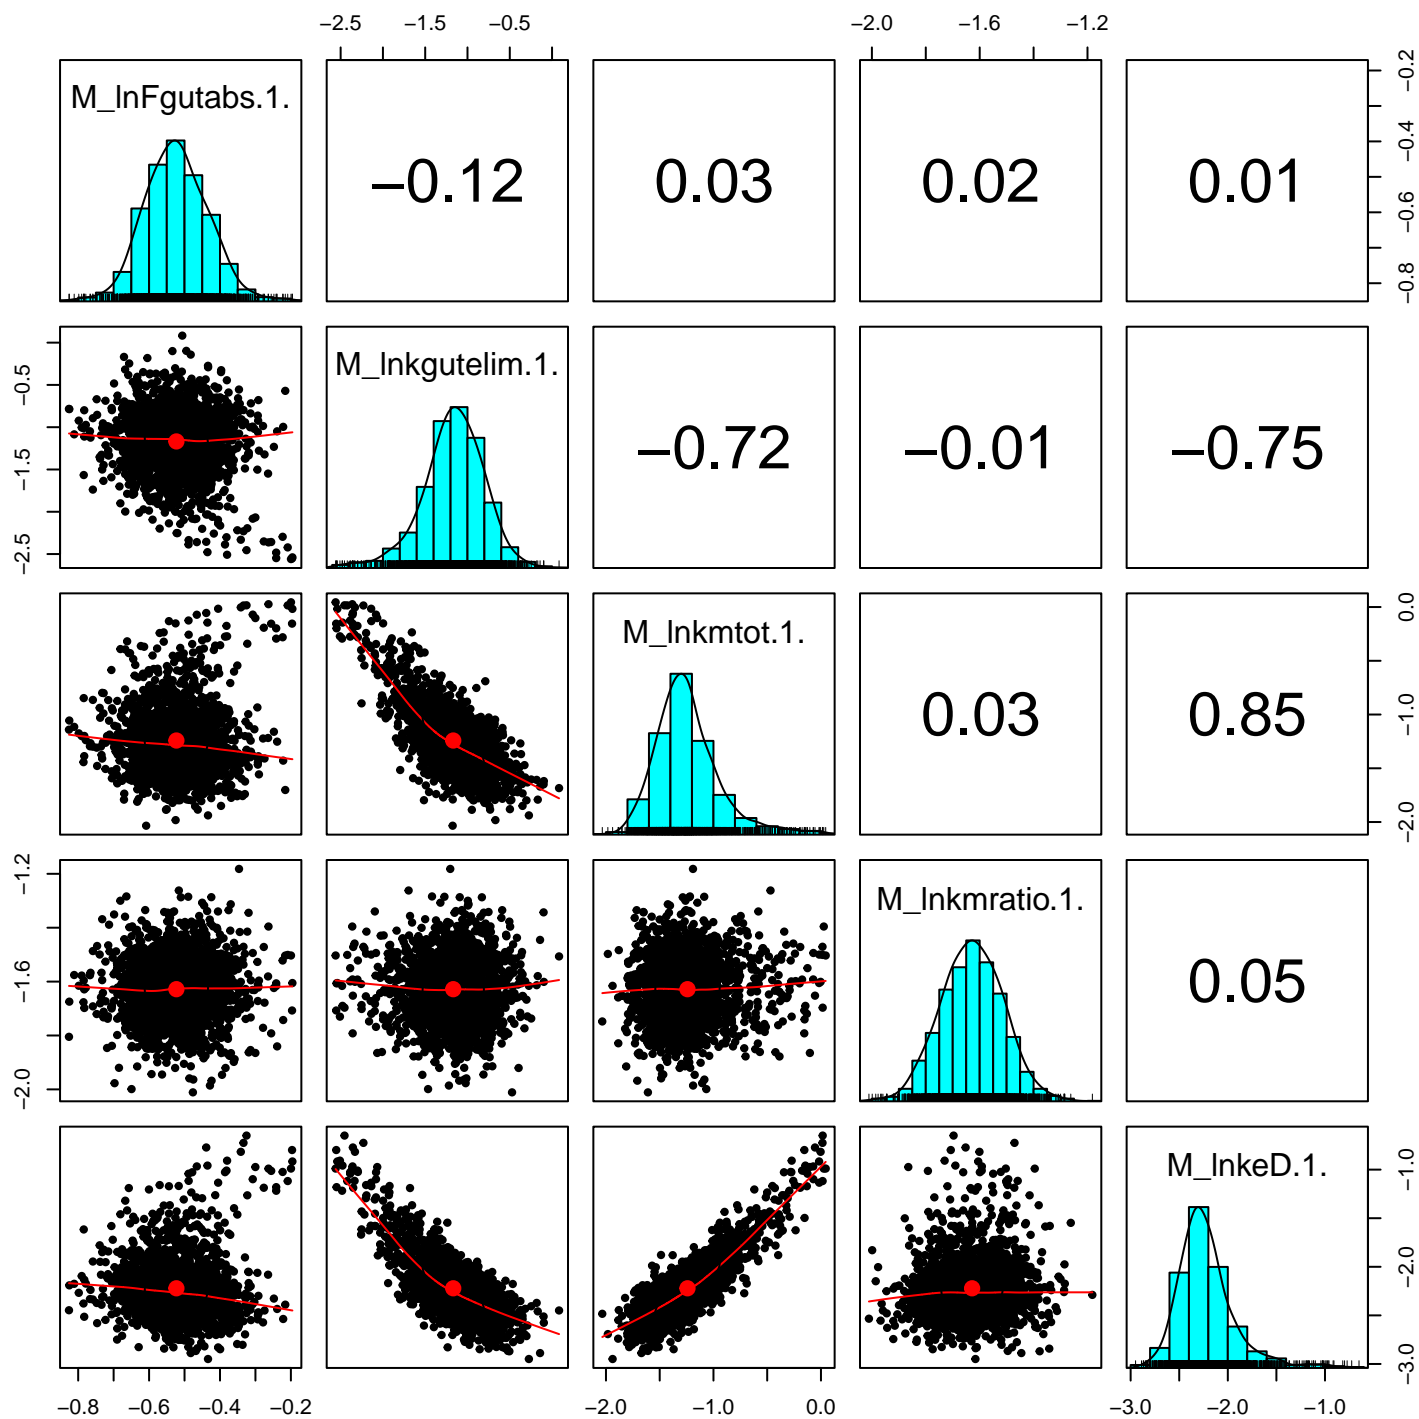 −2.5 −1.5 −0.5 −2.0 −1.6 −1.2
M_lnFgutabs.1. −0.12 0.03 0.02 0.01
−0.2
−0.4
−0.6
−0.8
−0.5
−1.5
−2.5
M_lnkgutelim.1. −0.72 −0.01 −0.75
M_lnkmtot.1. 0.03 0.85
0.0
−1.0
−2.0
−1.2
−1.6
−2.0
M_lnkmratio.1. 0.05
M_lnkeD.1.
−1.0
−2.0
−3.0
−0.8 −0.6 −0.4 −0.2 −2.0 −1.0 0.0 −3.0 −2.0 −1.0